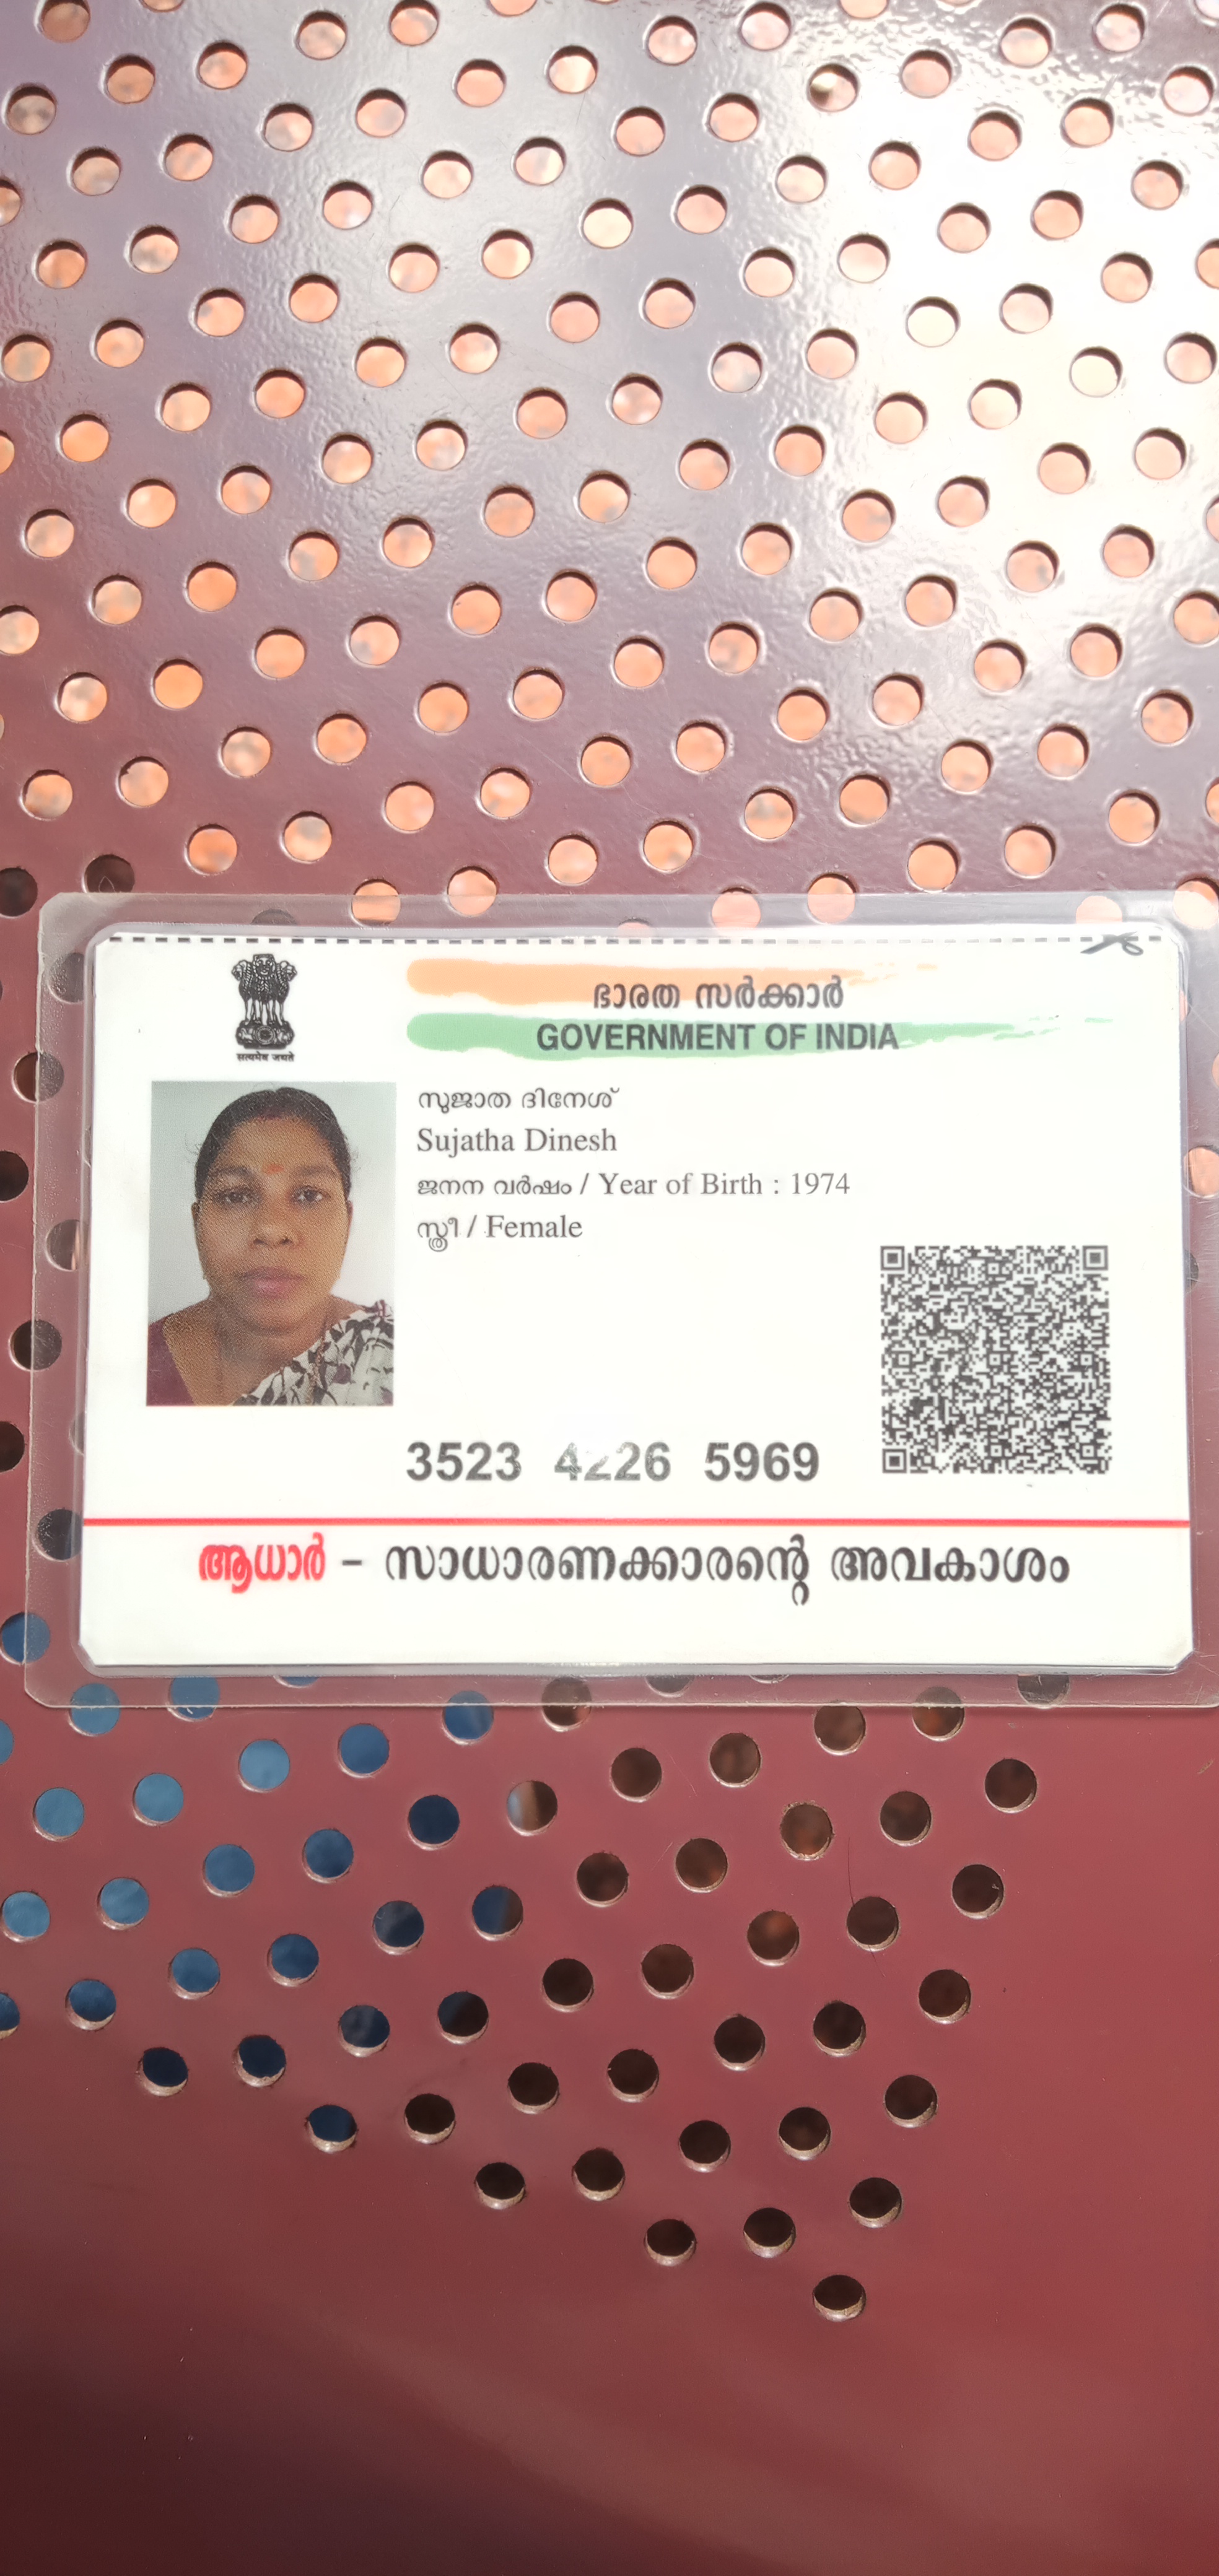 सत्यमेव जयते
ഭാരത സർക്കാർ
GOVERNMENT OF INDIA
സുജാത ദിനേശ്
Sujatha Dinesh
ജനന വർഷം / Year of Birth : 1974
സ്ത്രീ / Female
3523 4226 5969
ആധാർ – സാധാരണക്കാരന്റെ അവകാശം